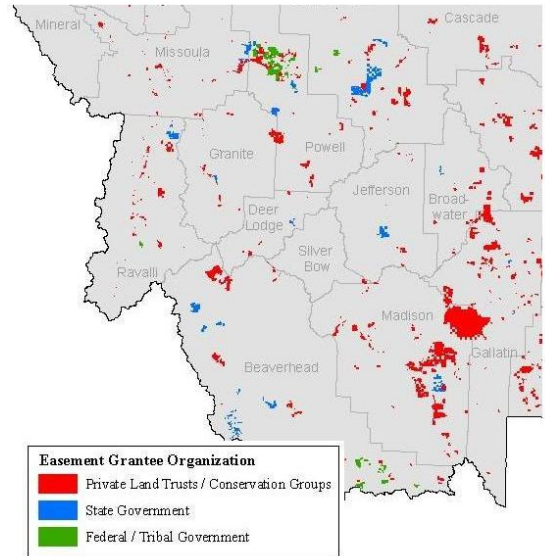 Mineral
Cascade
Missoula
Granite
Powell
Jefferson
Broad-
water
Deer
Lodge
Silver
Bow
Ravalli
Madison
Gallatin
Beaverhead
Easement Grantee Organization
Private Land Trusts / Conservation Groups
State Government
Federal / Tribal Government